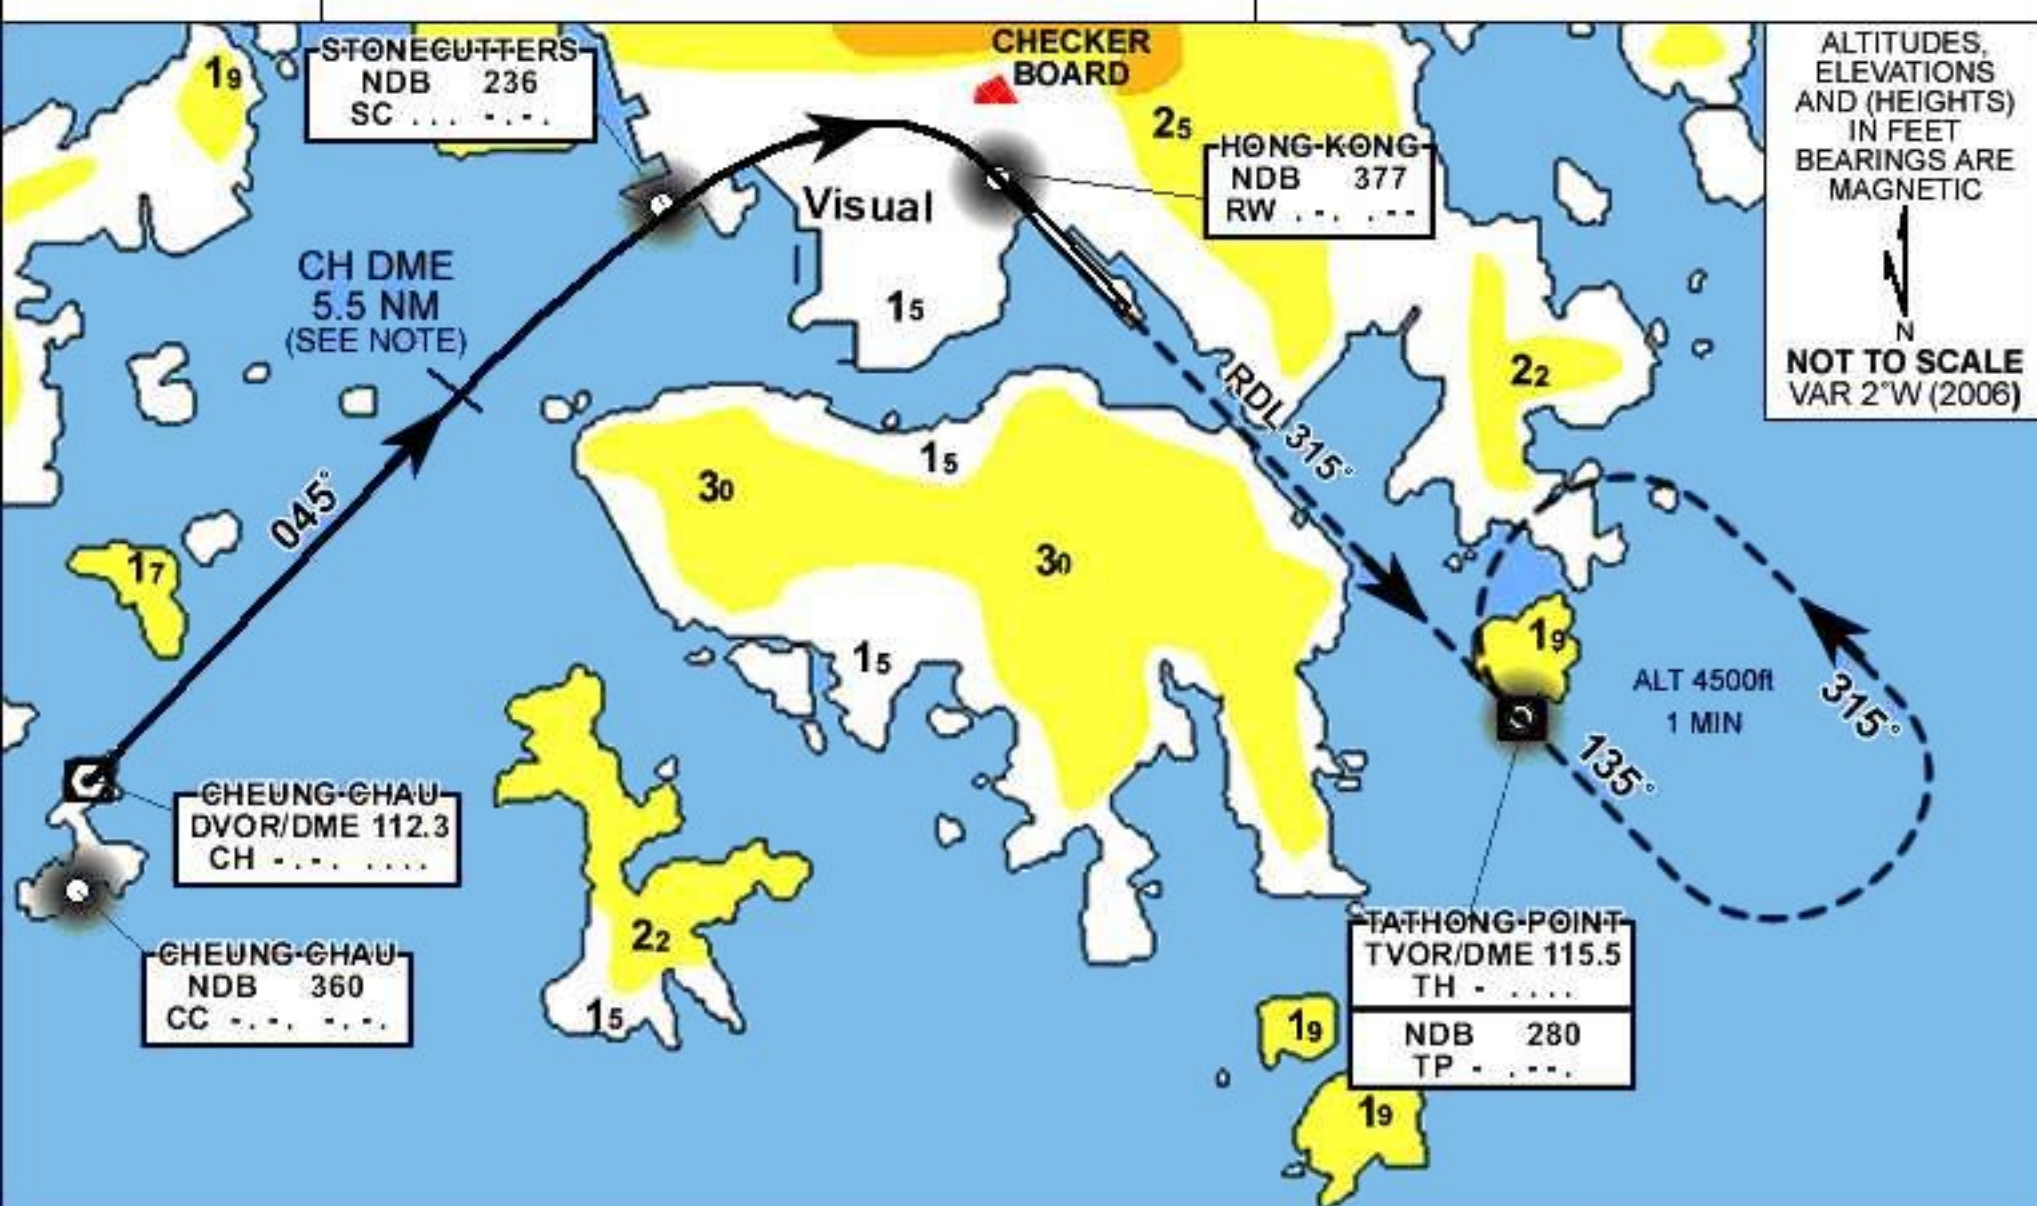 STONECUTTERS
NDB 236
SC ... -.-.
19
CHECKER
BOARD
25
HONG-KONG
NDB 377
RW .-. .--
ALTITUDES,
ELEVATIONS
AND (HEIGHTS)
IN FEET
BEARINGS ARE
MAGNETIC
N
NOT TO SCALE
VAR 2°W (2006)
Visual
15
CH DME
5.5 NM
(SEE NOTE)
22
RDL 315°
15
30
30
045°
17
15
19
ALT 4500ft
1 MIN
315°
135°
CHEUNG-CHAU
DVOR/DME 112.3
CH -.-. ....
CHEUNG-CHAU
NDB 360
CC -.-. -.-.
22
15
TATHONG-POINT
TVOR/DME 115.5
TH - ....
NDB 280
TP - .--.
19
19